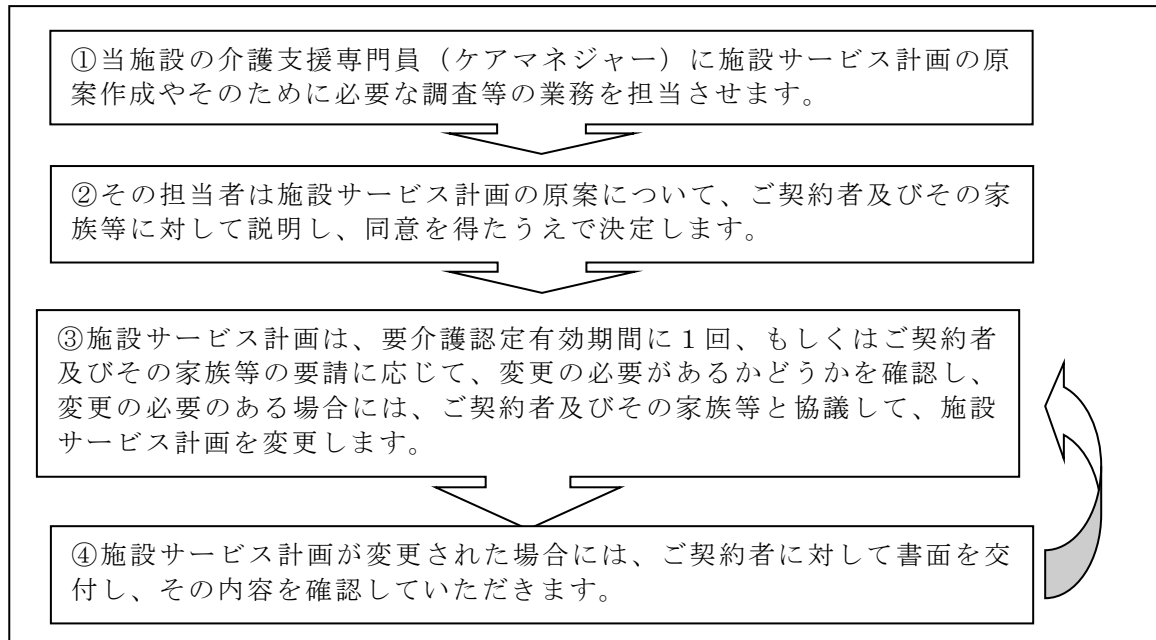 ①当施設の介護支援専門員（ケアマネジャー）に施設サービス計画の原
案作成やそのために必要な調査等の業務を担当させます。
②その担当者は施設サービス計画の原案について、ご契約者及びその家
族等に対して説明し、同意を得たうえで決定します。
③施設サービス計画は、要介護認定有効期間に１回、もしくはご契約者
及びその家族等の要請に応じて、変更の必要があるかどうかを確認し、
変更の必要のある場合には、ご契約者及びその家族等と協議して、施設
サービス計画を変更します。
④施設サービス計画が変更された場合には、ご契約者に対して書面を交
付し、その内容を確認していただきます。